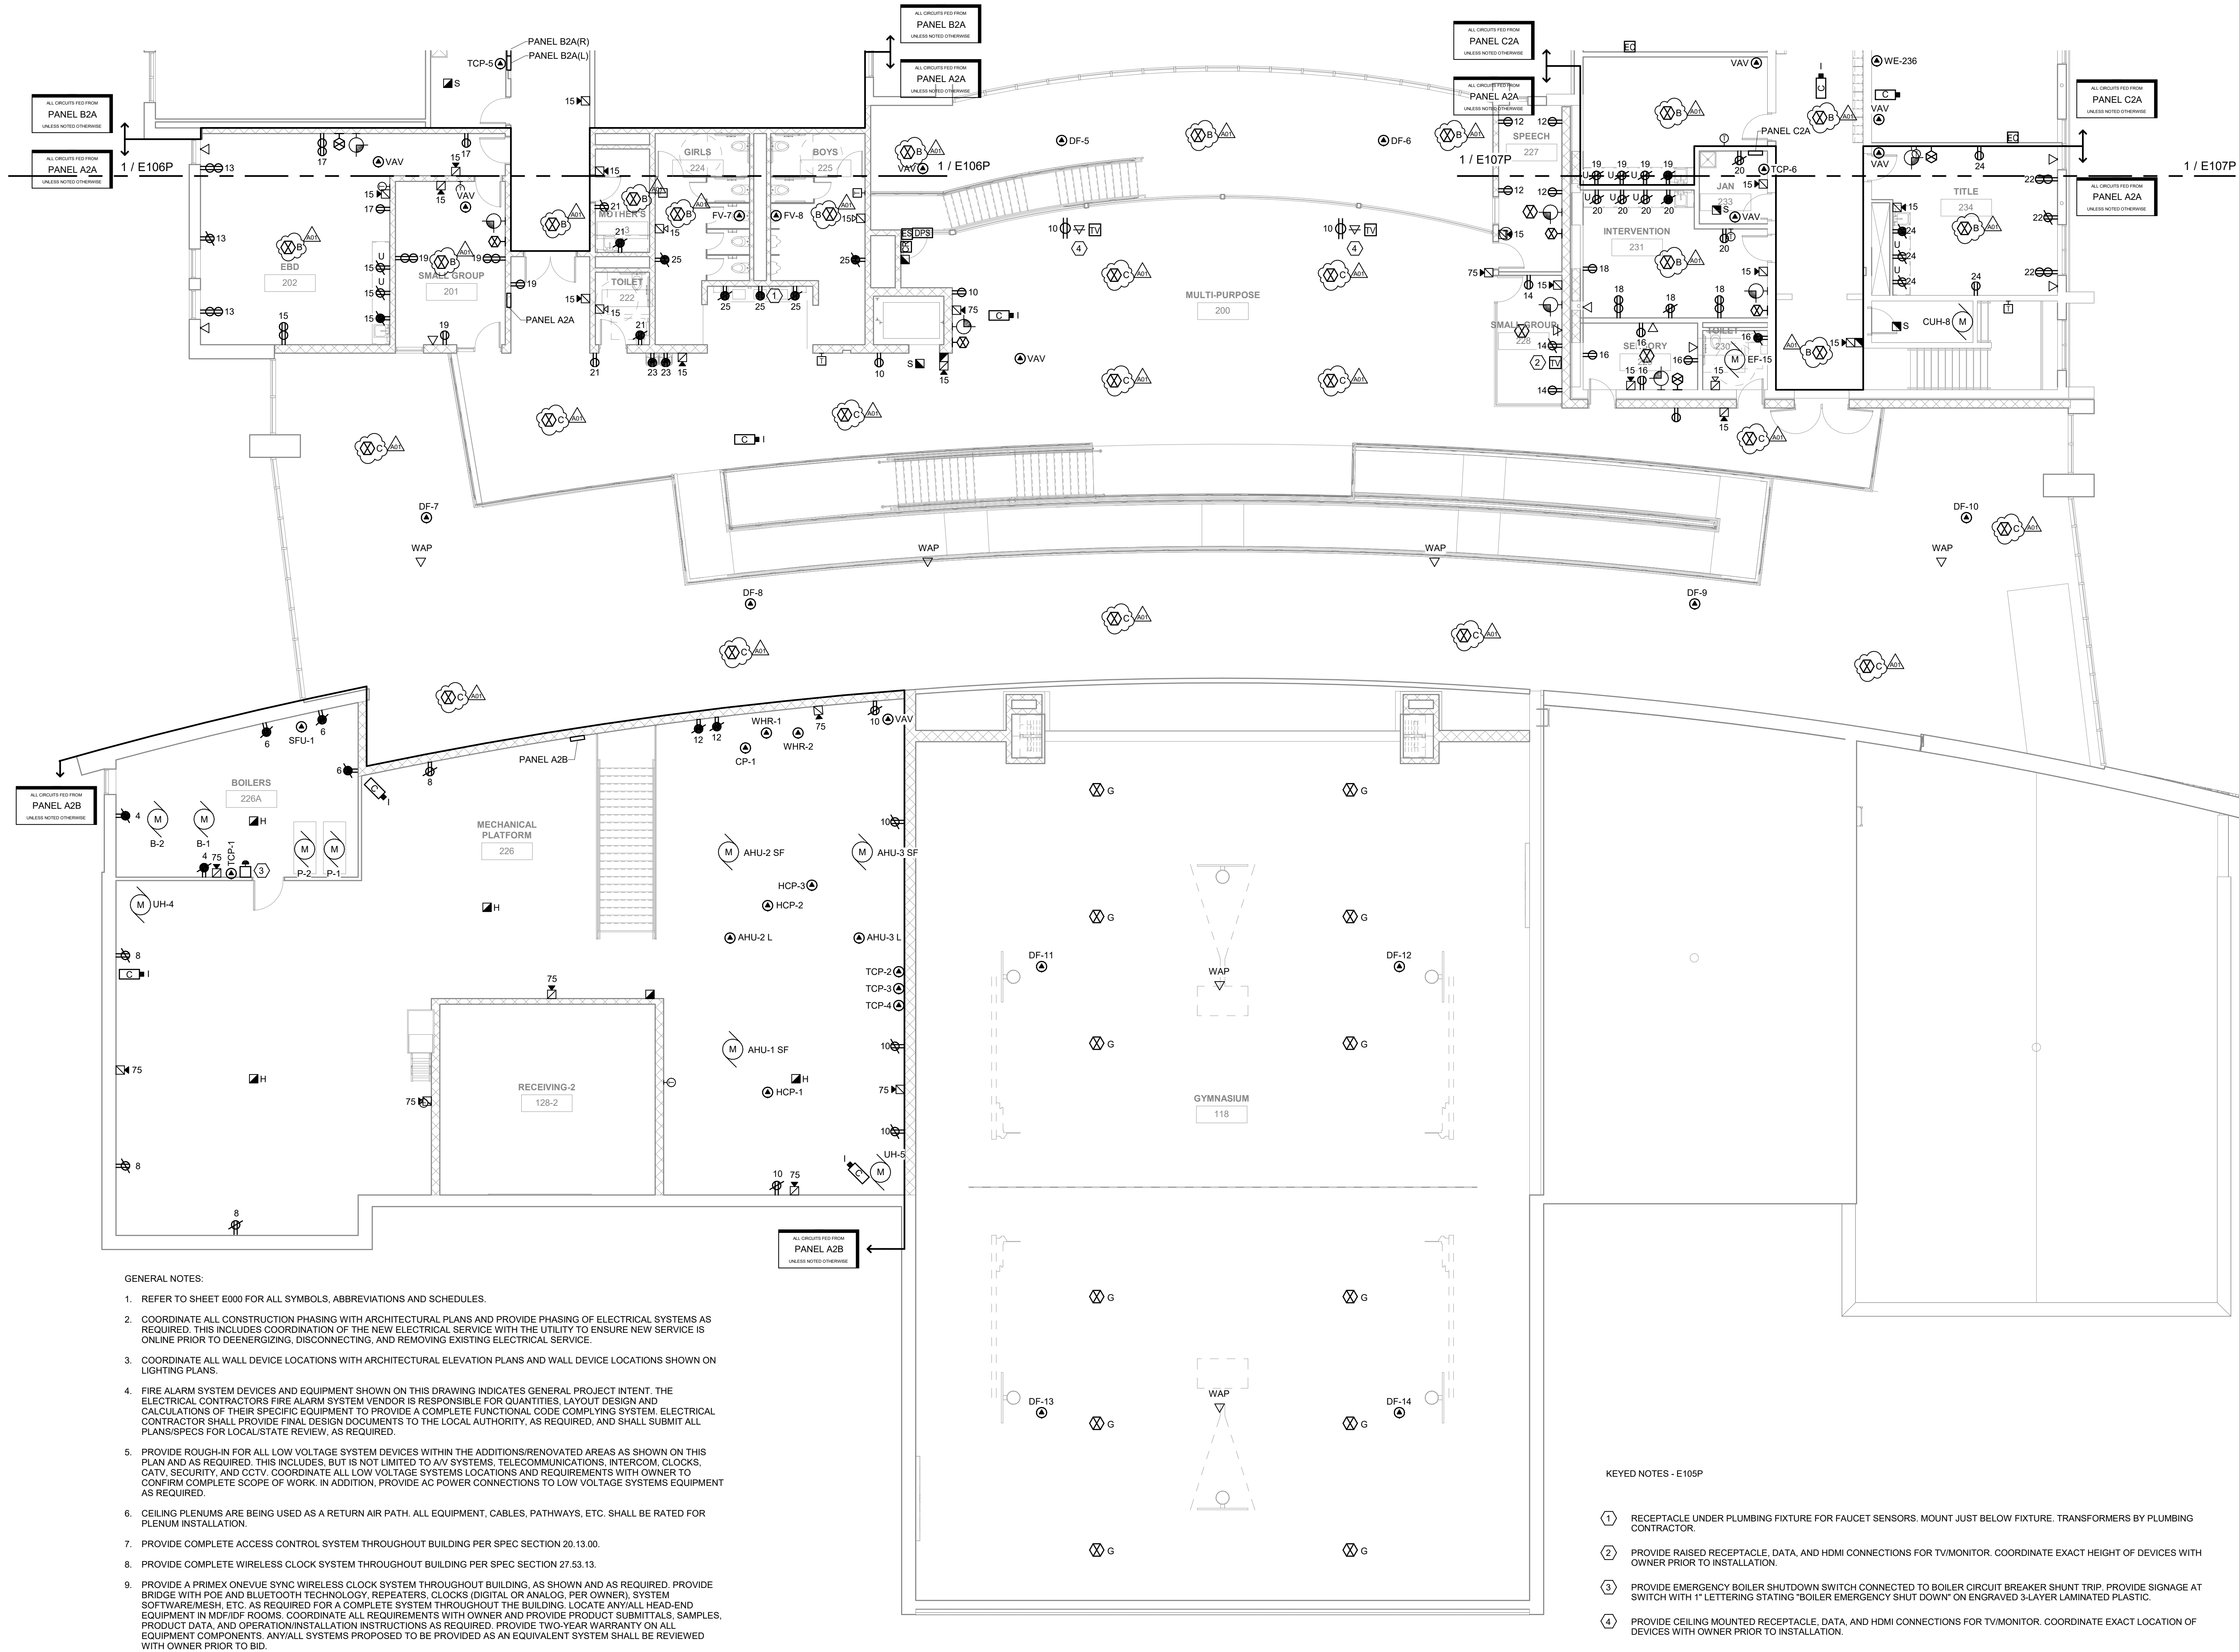 ALL CIRCUITS FED FROM
PANEL B2A
UNLESS NOTED OTHERWISE
ALL CIRCUITS FED FROM
PANEL A2A
UNLESS NOTED OTHERWISE
1 / E106P
PANEL B2A(R)
PANEL B2A(L)
TCP-5
S
15
ALL CIRCUITS FED FROM
PANEL B2A
UNLESS NOTED OTHERWISE
ALL CIRCUITS FED FROM
PANEL A2A
UNLESS NOTED OTHERWISE
1 / E106P
ALL CIRCUITS FED FROM
PANEL C2A
UNLESS NOTED OTHERWISE
ALL CIRCUITS FED FROM
PANEL A2A
UNLESS NOTED OTHERWISE
1 / E107P
VAV
WE-236
VAV
PANEL C2A
ALL CIRCUITS FED FROM
PANEL C2A
UNLESS NOTED OTHERWISE
ALL CIRCUITS FED FROM
PANEL A2A
UNLESS NOTED OTHERWISE
1 / E107P
EBD
202
SMALL GROUP
201
PANEL A2A
MOTHER'S
TOILET
222
GIRLS
224
BOYS
225
FV-7
FV-8
DF-5
DF-6
MULTI-PURPOSE
200
SPEECH
227
SMALL GROUP
228
INTERVENTION
231
JAN
233
TCP-6
SENSORY
TOILET
230
EF-15
TITLE
234
CUH-8
DF-7
WAP
WAP
WAP
DF-10
WAP
DF-8
DF-9
SFU-1
BOILERS
226A
B-2
B-1
TCP-1
P-2
P-1
UH-4
PANEL A2B
MECHANICAL
PLATFORM
226
WHR-1
WHR-2
CP-1
VAV
AHU-2 SF
AHU-3 SF
HCP-3
HCP-2
AHU-2 L
AHU-3 L
TCP-2
TCP-3
TCP-4
AHU-1 SF
HCP-1
UH-5
RECEIVING-2
128-2
ALL CIRCUITS FED FROM
PANEL A2B
UNLESS NOTED OTHERWISE
ALL CIRCUITS FED FROM
PANEL A2B
UNLESS NOTED OTHERWISE
DF-11
WAP
DF-12
GYMNASIUM
118
DF-13
WAP
DF-14
GENERAL NOTES:
1. REFER TO SHEET E000 FOR ALL SYMBOLS, ABBREVIATIONS AND SCHEDULES.
2. COORDINATE ALL CONSTRUCTION PHASING WITH ARCHITECTURAL PLANS AND PROVIDE PHASING OF ELECTRICAL SYSTEMS AS
REQUIRED. THIS INCLUDES COORDINATION OF THE NEW ELECTRICAL SERVICE WITH THE UTILITY TO ENSURE NEW SERVICE IS
ONLINE PRIOR TO DEENERGIZING, DISCONNECTING, AND REMOVING EXISTING ELECTRICAL SERVICE.
3. COORDINATE ALL WALL DEVICE LOCATIONS WITH ARCHITECTURAL ELEVATION PLANS AND WALL DEVICE LOCATIONS SHOWN ON
LIGHTING PLANS.
4. FIRE ALARM SYSTEM DEVICES AND EQUIPMENT SHOWN ON THIS DRAWING INDICATES GENERAL PROJECT INTENT. THE
ELECTRICAL CONTRACTORS FIRE ALARM SYSTEM VENDOR IS RESPONSIBLE FOR QUANTITIES, LAYOUT DESIGN AND
CALCULATIONS OF THEIR SPECIFIC EQUIPMENT TO PROVIDE A COMPLETE FUNCTIONAL CODE COMPLYING SYSTEM. ELECTRICAL
CONTRACTOR SHALL PROVIDE FINAL DESIGN DOCUMENTS TO THE LOCAL AUTHORITY, AS REQUIRED, AND SHALL SUBMIT ALL
PLANS/SPECS FOR LOCAL/STATE REVIEW, AS REQUIRED.
5. PROVIDE ROUGH-IN FOR ALL LOW VOLTAGE SYSTEM DEVICES WITHIN THE ADDITIONS/RENOVATED AREAS AS SHOWN ON THIS
PLAN AND AS REQUIRED. THIS INCLUDES, BUT IS NOT LIMITED TO A/V SYSTEMS, TELECOMMUNICATIONS, INTERCOM, CLOCKS,
CATV, SECURITY, AND CCTV. COORDINATE ALL LOW VOLTAGE SYSTEMS LOCATIONS AND REQUIREMENTS WITH OWNER TO
CONFIRM COMPLETE SCOPE OF WORK. IN ADDITION, PROVIDE AC POWER CONNECTIONS TO LOW VOLTAGE SYSTEMS EQUIPMENT
AS REQUIRED.
6. CEILING PLENUMS ARE BEING USED AS A RETURN AIR PATH. ALL EQUIPMENT, CABLES, PATHWAYS, ETC. SHALL BE RATED FOR
PLENUM INSTALLATION.
7. PROVIDE COMPLETE ACCESS CONTROL SYSTEM THROUGHOUT BUILDING PER SPEC SECTION 20.13.00.
8. PROVIDE COMPLETE WIRELESS CLOCK SYSTEM THROUGHOUT BUILDING PER SPEC SECTION 27.53.13.
9. PROVIDE A PRIMEX ONEVUE SYNC WIRELESS CLOCK SYSTEM THROUGHOUT BUILDING, AS SHOWN AND AS REQUIRED. PROVIDE
BRIDGE WITH POE AND BLUETOOTH TECHNOLOGY, REPEATERS, CLOCKS (DIGITAL OR ANALOG, PER OWNER), SYSTEM
SOFTWARE/MESH, ETC. AS REQUIRED FOR A COMPLETE SYSTEM THROUGHOUT THE BUILDING. LOCATE ANY/ALL HEAD-END
EQUIPMENT IN MDF/IDF ROOMS. COORDINATE ALL REQUIREMENTS WITH OWNER AND PROVIDE PRODUCT SUBMITTALS, SAMPLES,
PRODUCT DATA, AND OPERATION/INSTALLATION INSTRUCTIONS AS REQUIRED. PROVIDE TWO-YEAR WARRANTY ON ALL
EQUIPMENT COMPONENTS. ANY/ALL SYSTEMS PROPOSED TO BE PROVIDED AS AN EQUIVALENT SYSTEM SHALL BE REVIEWED
WITH OWNER PRIOR TO BID.
KEYED NOTES - E105P
1 RECEPTACLE UNDER PLUMBING FIXTURE FOR FAUCET SENSORS. MOUNT JUST BELOW FIXTURE. TRANSFORMERS BY PLUMBING
CONTRACTOR.
2 PROVIDE RAISED RECEPTACLE, DATA, AND HDMI CONNECTIONS FOR TV/MONITOR. COORDINATE EXACT HEIGHT OF DEVICES WITH
OWNER PRIOR TO INSTALLATION.
3 PROVIDE EMERGENCY BOILER SHUTDOWN SWITCH CONNECTED TO BOILER CIRCUIT BREAKER SHUNT TRIP. PROVIDE SIGNAGE AT
SWITCH WITH 1" LETTERING STATING "BOILER EMERGENCY SHUT DOWN" ON ENGRAVED 3-LAYER LAMINATED PLASTIC.
4 PROVIDE CEILING MOUNTED RECEPTACLE, DATA, AND HDMI CONNECTIONS FOR TV/MONITOR. COORDINATE EXACT LOCATION OF
DEVICES WITH OWNER PRIOR TO INSTALLATION.